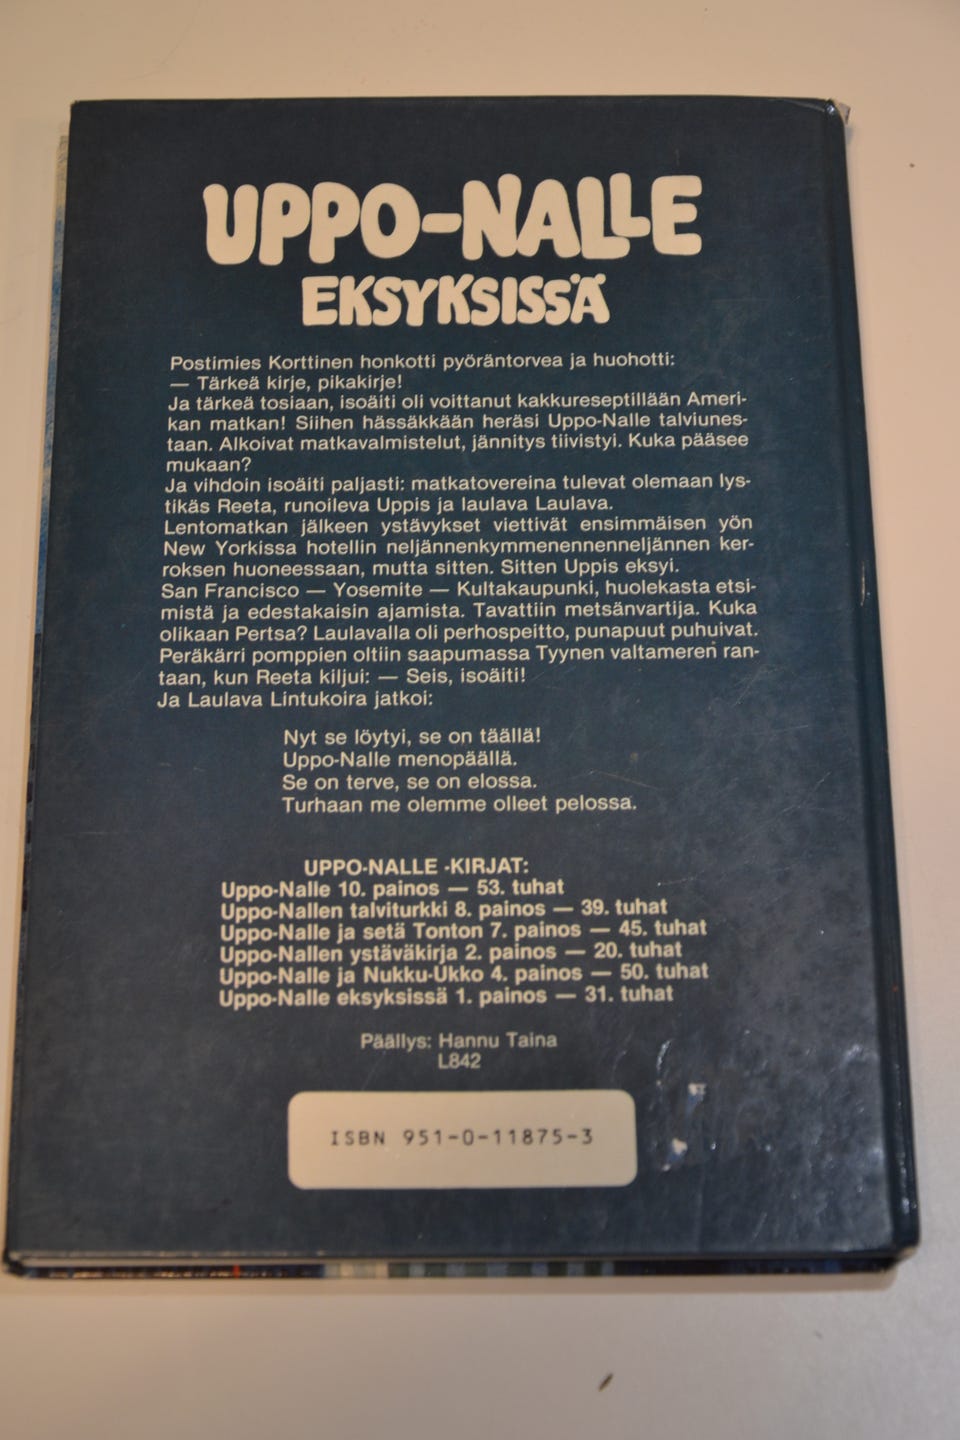 UPPO-NALLE
EKSYKSISSÄ
Postimies Korttinen honkotti pyöräntorvea ja huohotti:
— Tärkeä kirje, pikakirje!
Ja tärkeä tosiaan, isoäiti oli voittanut kakkureseptillään Ameri-
kan matkan! Siihen hässäkkään heräsi Uppo-Nalle talviunes-
taan. Alkoivat matkavalmistelut, jännitys tiivistyi. Kuka pääsee
mukaan?
Ja vihdoin isoäiti paljasti: matkatovereina tulevat olemaan lys-
tikäs Reeta, runoileva Uppis ja laulava Laulava.
Lentomatkan jälkeen ystävykset viettivät ensimmäisen yön
New Yorkissa hotellin neljännenkymmenennenneljännen ker-
roksen huoneessaan, mutta sitten. Sitten Uppis eksyi.
San Francisco — Yosemite — Kultakaupunki, huolekasta etsi-
mistä ja edestakaisin ajamista. Tavattiin metsänvartija. Kuka
olikaan Pertsa? Laulavalla oli perhospeitto, punapuut puhuivat.
Peräkärri pomppien oltiin saapumassa Tyynen valtameren ran-
taan, kun Reeta kiljui: — Seis, isoäiti!
Ja Laulava Lintukoira jatkoi:
Nyt se löytyi, se on täällä!
Uppo-Nalle menopäällä.
Se on terve, se on elossa.
Turhaan me olemme olleet pelossa.
UPPO-NALLE -KIRJAT:
Uppo-Nalle 10. painos — 53. tuhat
Uppo-Nallen talviturkki 8. painos — 39. tuhat
Uppo-Nalle ja setä Tonton 7. painos — 45. tuhat
Uppo-Nallen ystäväkirja 2. painos — 20. tuhat
Uppo-Nalle ja Nukku-Ukko 4. painos — 50. tuhat
Uppo-Nalle eksyksissä 1. painos — 31. tuhat
Päällys: Hannu Taina
L842
ISBN 951-0-11875-3